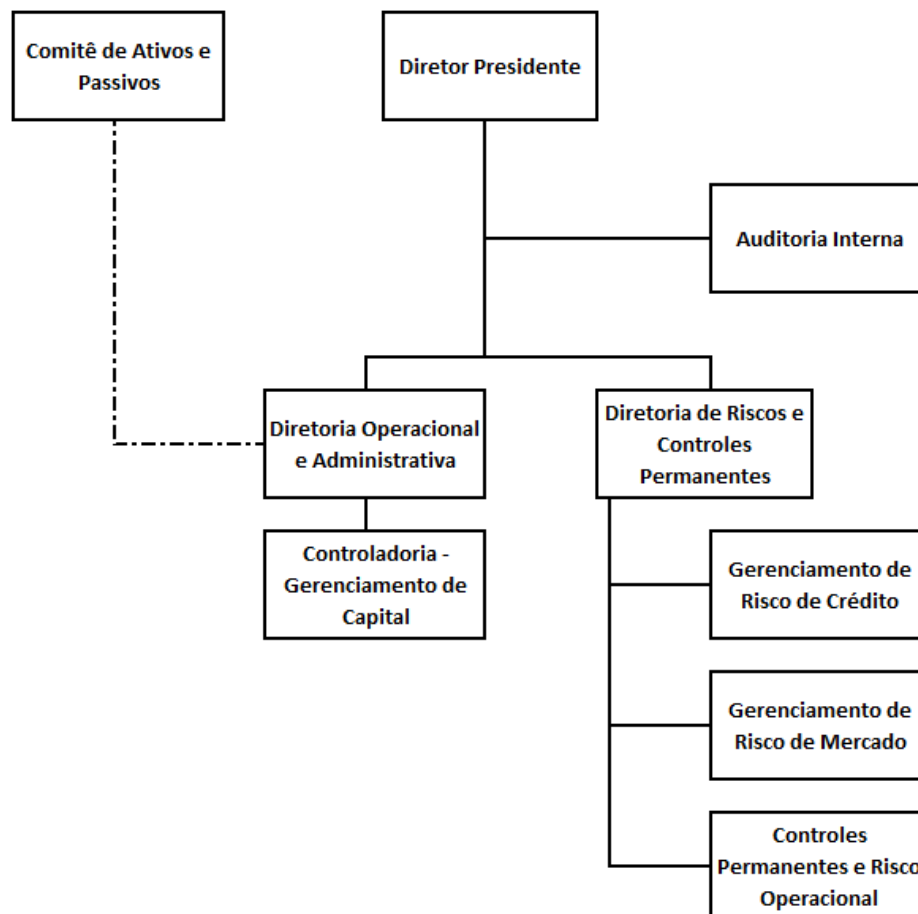 Comitê de Ativos e
Passivos
Diretor Presidente
Auditoria Interna
Diretoria Operacional
e Administrativa
Diretoria de Riscos e
Controles
Permanentes
Controladoria -
Gerenciamento de
Capital
Gerenciamento de
Risco de Crédito
Gerenciamento de
Risco de Mercado
Controles
Permanentes e Risco
Operacional